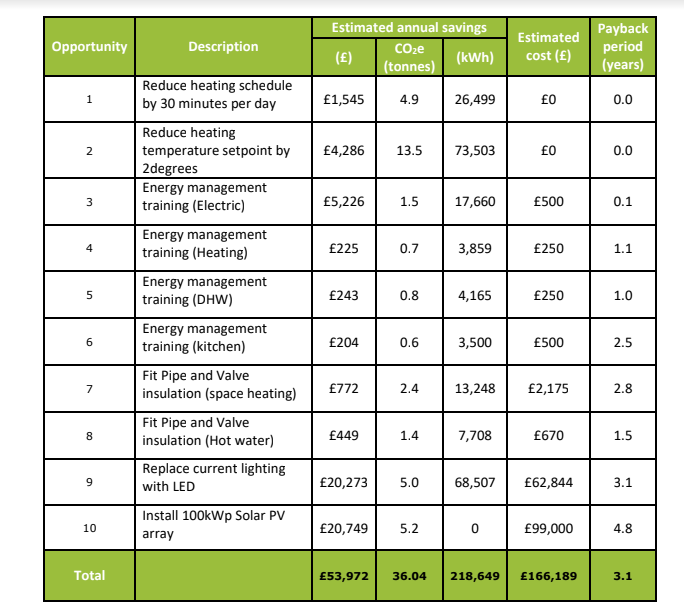 Opportunity Description Estimated annual savings Estimated cost (£) Payback period (years)
(£) CO₂e (tonnes) (kWh)
1 Reduce heating schedule by 30 minutes per day £1,545 4.9 26,499 £0 0.0
2 Reduce heating temperature setpoint by 2degrees £4,286 13.5 73,503 £0 0.0
3 Energy management training (Electric) £5,226 1.5 17,660 £500 0.1
4 Energy management training (Heating) £225 0.7 3,859 £250 1.1
5 Energy management training (DHW) £243 0.8 4,165 £250 1.0
6 Energy management training (kitchen) £204 0.6 3,500 £500 2.5
7 Fit Pipe and Valve insulation (space heating) £772 2.4 13,248 £2,175 2.8
8 Fit Pipe and Valve insulation (Hot water) £449 1.4 7,708 £670 1.5
9 Replace current lighting with LED £20,273 5.0 68,507 £62,844 3.1
10 Install 100kWp Solar PV array £20,749 5.2 0 £99,000 4.8
Total £53,972 36.04 218,649 £166,189 3.1